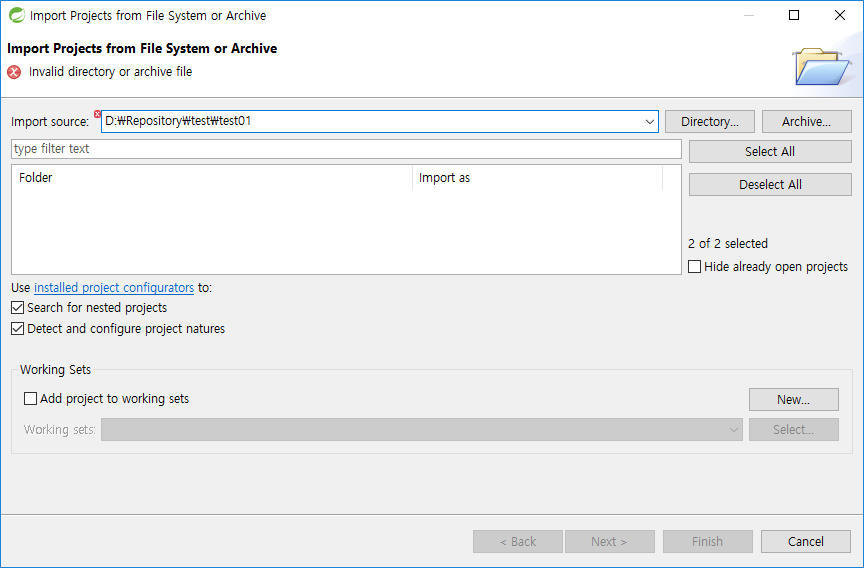 Import Projects from File System or Archive
Import Projects from File System or Archive
Invalid directory or archive file
Import source: D:₩Repository₩test₩test01 Directory... Archive...
type filter text Select All
Folder Import as
Deselect All
2 of 2 selected
Hide already open projects
Use installed project configurators to:
Search for nested projects
Detect and configure project natures
Working Sets
Add project to working sets New...
Working sets: Select...
< Back Next > Finish Cancel